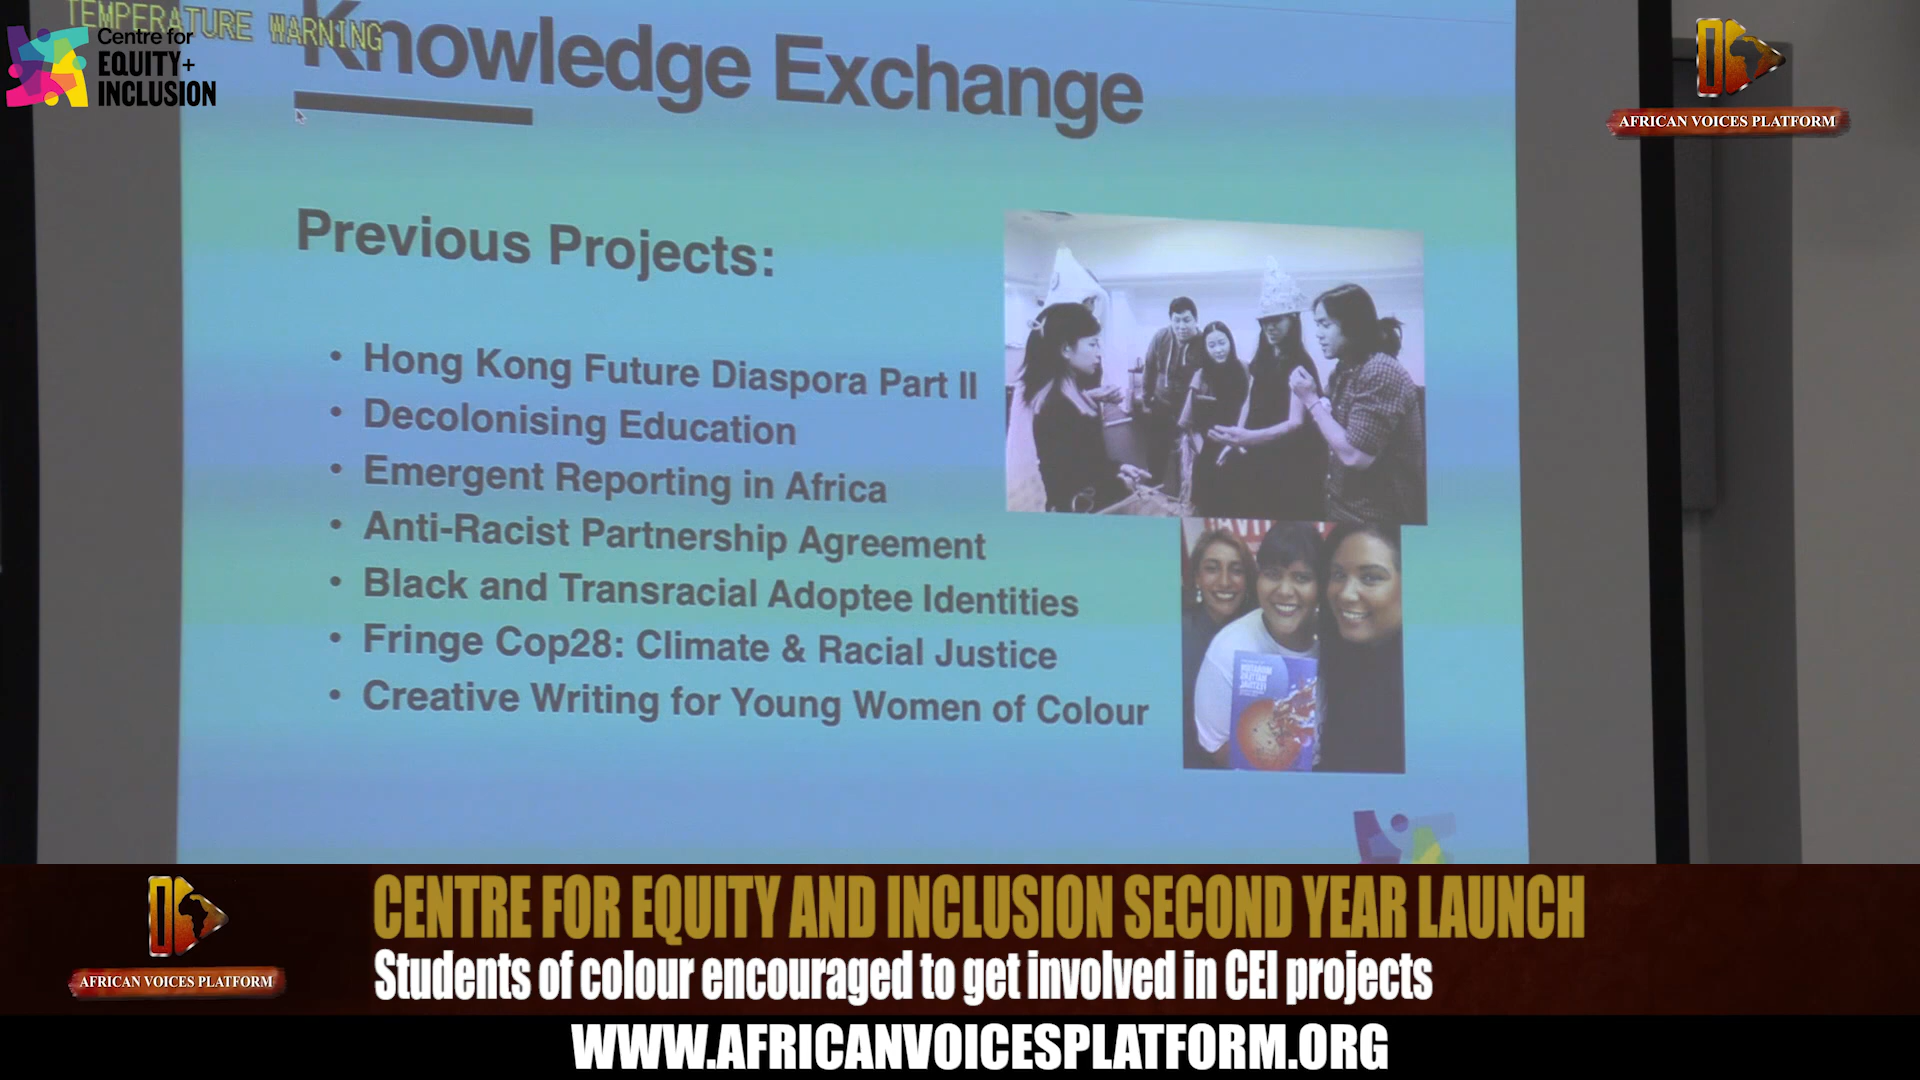 TEMPERATURE WARNING
Centre for
EQUITY+
INCLUSION
Knowledge Exchange
AFRICAN VOICES PLATFORM
Previous Projects:
• Hong Kong Future Diaspora Part II
• Decolonising Education
• Emergent Reporting in Africa
• Anti-Racist Partnership Agreement
• Black and Transracial Adoptee Identities
• Fringe Cop28: Climate & Racial Justice
• Creative Writing for Young Women of Colour
AFRICAN VOICES PLATFORM
CENTRE FOR EQUITY AND INCLUSION SECOND YEAR LAUNCH
Students of colour encouraged to get involved in CEI projects
WWW.AFRICANVOICESPLATFORM.ORG